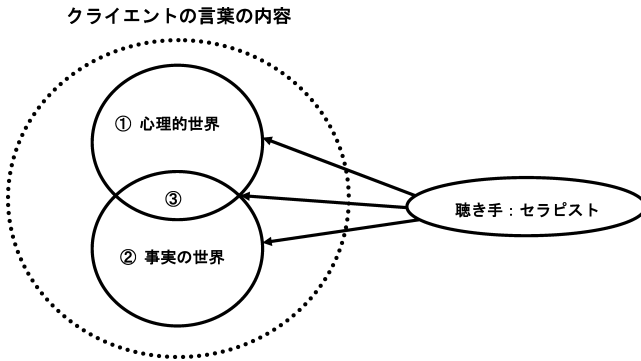 クライエントの言葉の内容
① 心理的世界
③
② 事実の世界
聴き手：セラピスト